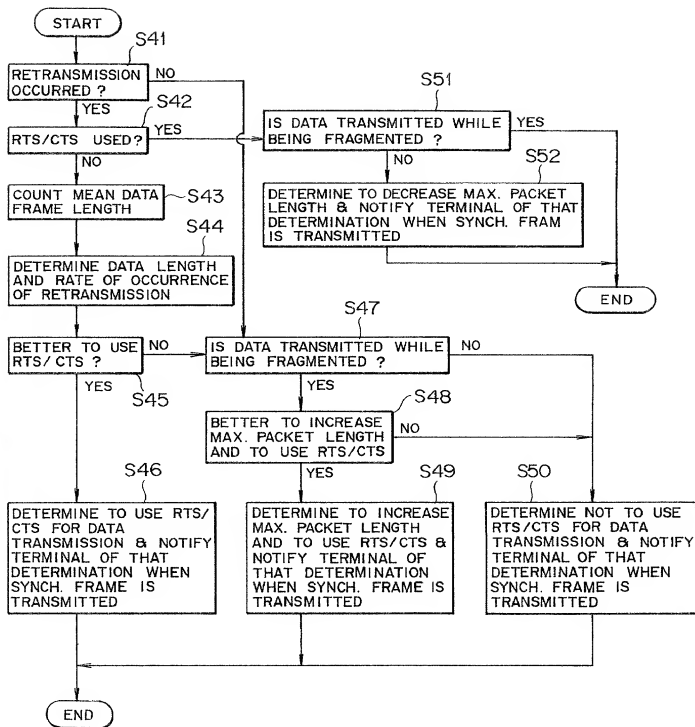 START
S41
RETRANSMISSION
OCCURRED ?
NO
YES
S42
RTS/CTS USED?
YES
NO
S51
IS DATA TRANSMITTED WHILE
BEING FRAGMENTED ?
YES
NO
S52
DETERMINE TO DECREASE MAX. PACKET
LENGTH & NOTIFY TERMINAL OF THAT
DETERMINATION WHEN SYNCH. FRAM
IS TRANSMITTED
END
COUNT MEAN DATA
FRAME LENGTH
S43
S44
DETERMINE DATA LENGTH
AND RATE OF OCCURRENCE
OF RETRANSMISSION
BETTER TO USE
RTS/CTS ?
NO
YES
S45
S47
IS DATA TRANSMITTED WHILE
BEING FRAGMENTED ?
NO
YES
S48
BETTER TO INCREASE
MAX. PACKET LENGTH
AND TO USE RTS/CTS
NO
YES
S46
DETERMINE TO USE RTS/
CTS FOR DATA
TRANSMISSION & NOTIFY
TERMINAL OF THAT
DETERMINATION WHEN
SYNCH. FRAME IS
TRANSMITTED
S49
DETERMINE TO INCREASE
MAX. PACKET LENGTH
AND TO USE RTS/CTS &
NOTIFY TERMINAL OF
THAT DETERMINATION
WHEN SYNCH. FRAME IS
TRANSMITTED
S50
DETERMINE NOT TO USE
RTS/CTS FOR DATA
TRANSMISSION & NOTIFY
TERMINAL OF THAT
DETERMINATION WHEN
SYNCH. FRAME IS
TRANSMITTED
END